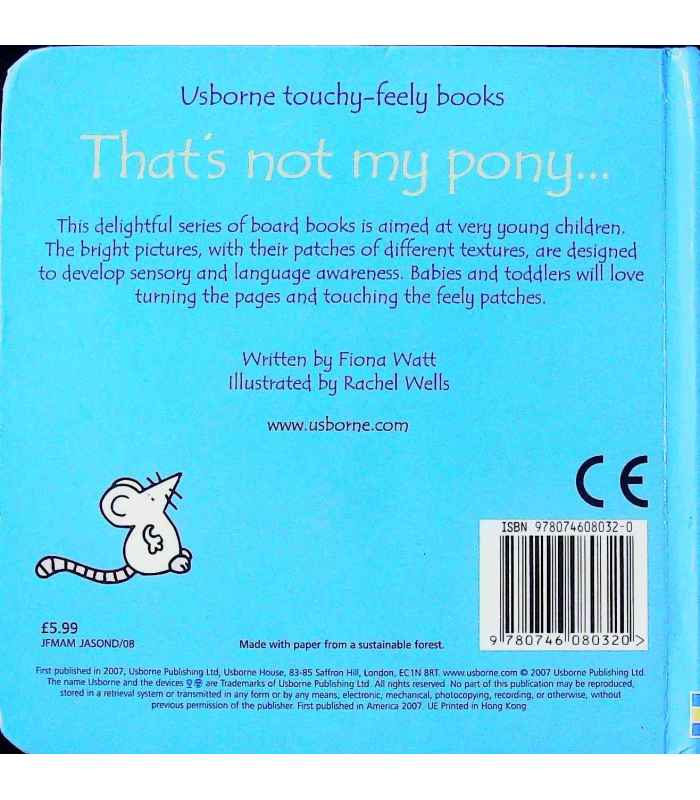 Usborne touchy-feely books
That's not my pony...
This delightful series of board books is aimed at very young children.
The bright pictures, with their patches of different textures, are designed
to develop sensory and language awareness. Babies and toddlers will love
turning the pages and touching the feely patches.
Written by Fiona Watt
Illustrated by Rachel Wells
www.usborne.com
CE
ISBN 978074608032-0
9 780746 080320 >
£5.99
JFMAM JASOND/08
Made with paper from a sustainable forest.
First published in 2007, Usborne Publishing Ltd, Usborne House, 83-85 Saffron Hill, London, EC1N 8RT. www.usborne.com © 2007 Usborne Publishing Ltd.
The name Usborne and the devices are Trademarks of Usborne Publishing Ltd. All rights reserved. No part of this publication may be reproduced,
stored in a retrieval system or transmitted in any form or by any means, electronic, mechanical, photocopying, recording, or otherwise, without
previous permission of the publisher. First published in America 2007. UE Printed in Hong Kong.